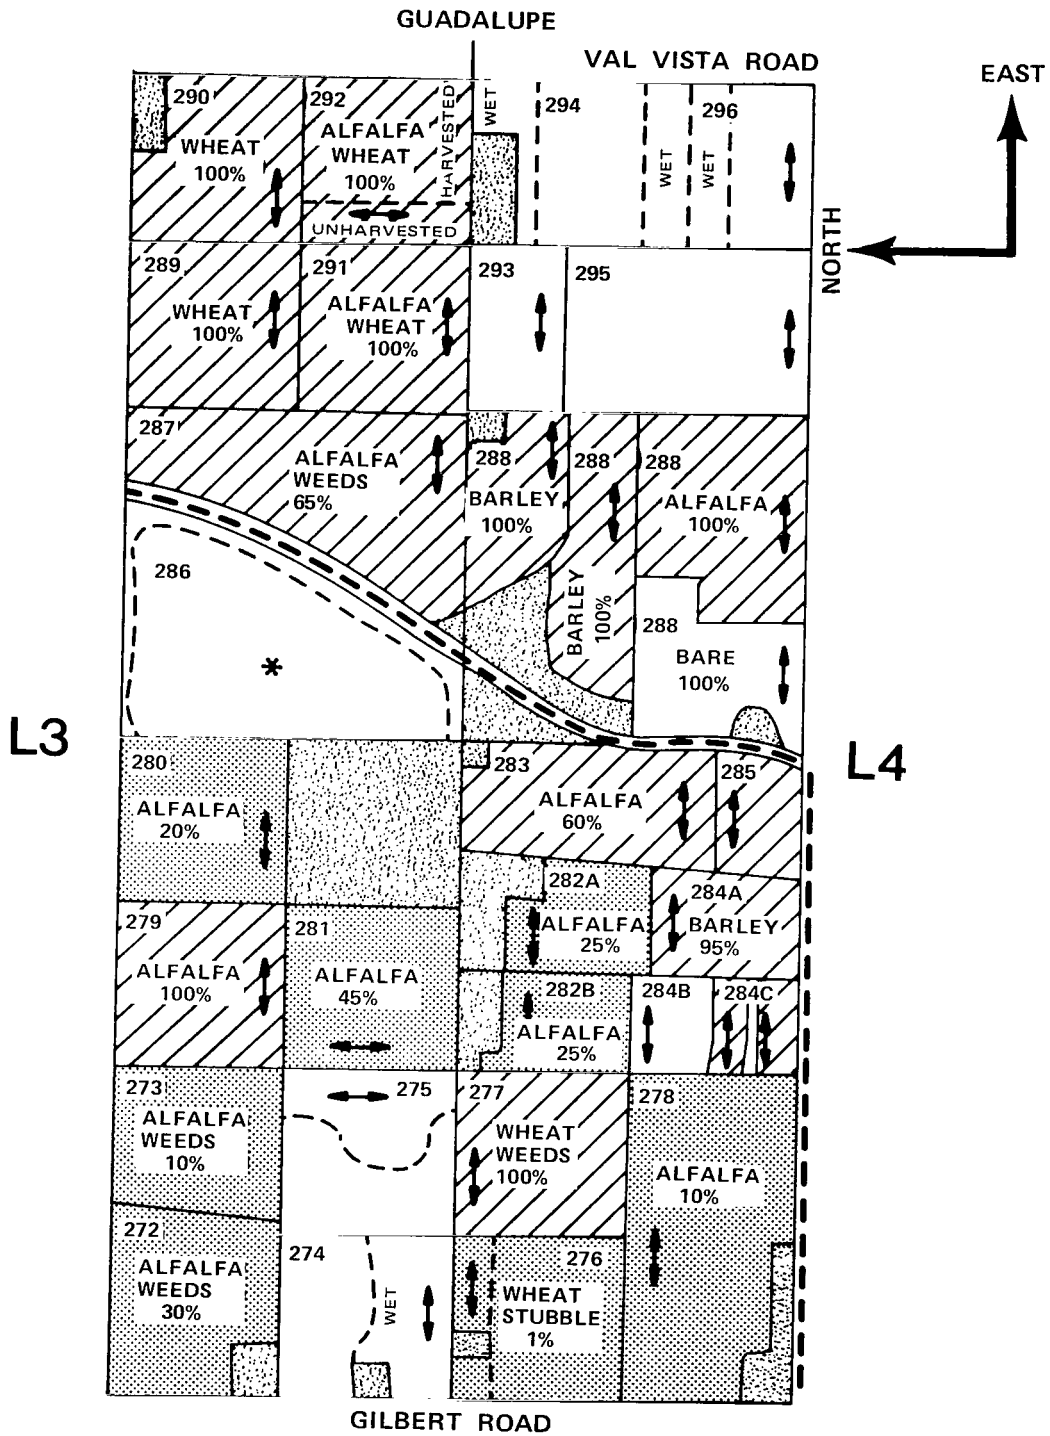 GUADALUPE
VAL VISTA ROAD
EAST
NORTH
290
WHEAT
100%
292
ALFALFA
WHEAT
100%
HARVESTED
UNHARVESTED
WET
294
WET
WET
296
289
WHEAT
100%
291
ALFALFA
WHEAT
100%
293
295
287
ALFALFA
WEEDS
65%
288
BARLEY
100%
288
BARLEY
100%
288
ALFALFA
100%
286
*
288
BARE
100%
L3
L4
280
ALFALFA
20%
283
ALFALFA
60%
285
279
ALFALFA
100%
281
ALFALFA
45%
282A
ALFALFA
25%
284A
BARLEY
95%
282B
ALFALFA
25%
284B
284C
273
ALFALFA
WEEDS
10%
275
277
WHEAT
WEEDS
100%
278
ALFALFA
10%
272
ALFALFA
WEEDS
30%
274
WET
276
WHEAT
STUBBLE
1%
GILBERT ROAD